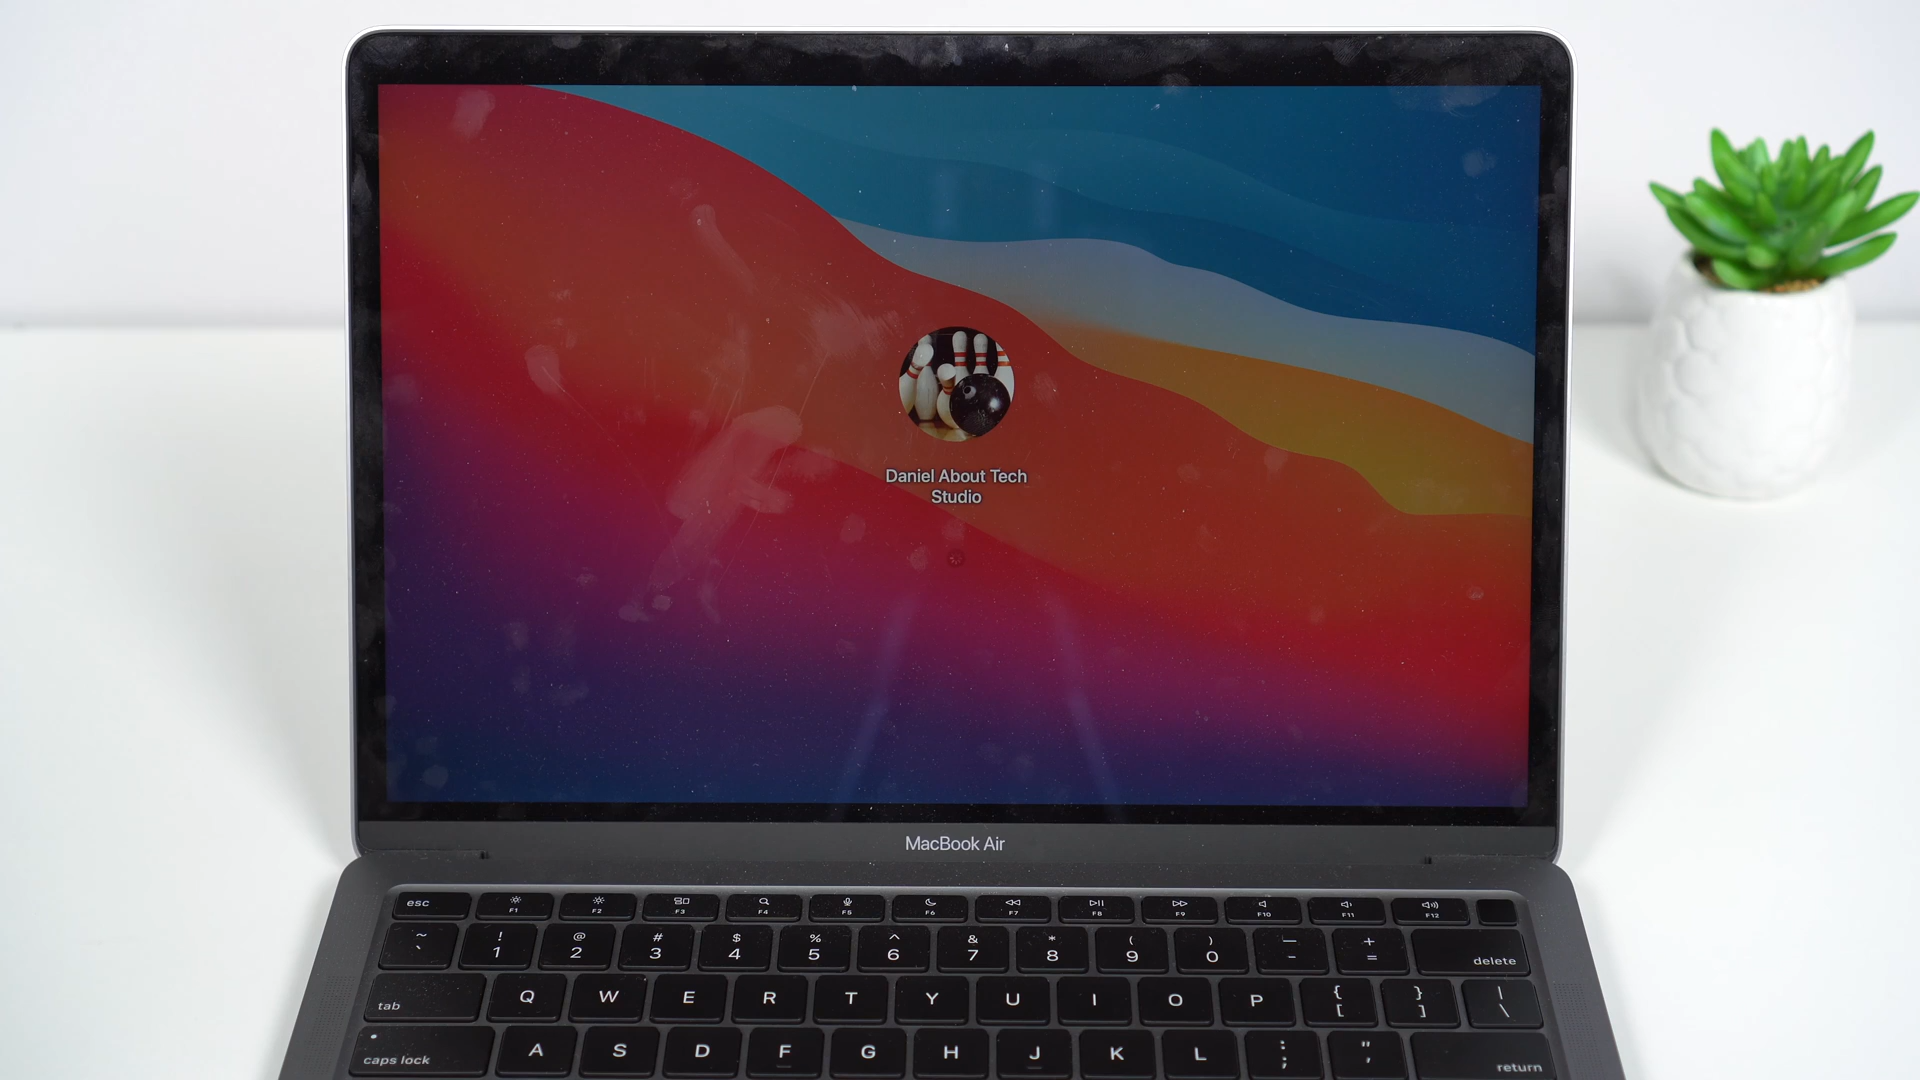 Daniel About Tech
Studio
MacBook Air
esc F1 F2 F3 F4 F5 F6 F7 F8 F9 F10 F11 F12
~ ! @ # $ % ^ & * ( ) — +
` 1 2 3 4 5 6 7 8 9 0 - = delete
tab Q W E R T Y U I O P { [ } ] | \
caps lock A S D F G H J K L : ; " ' return